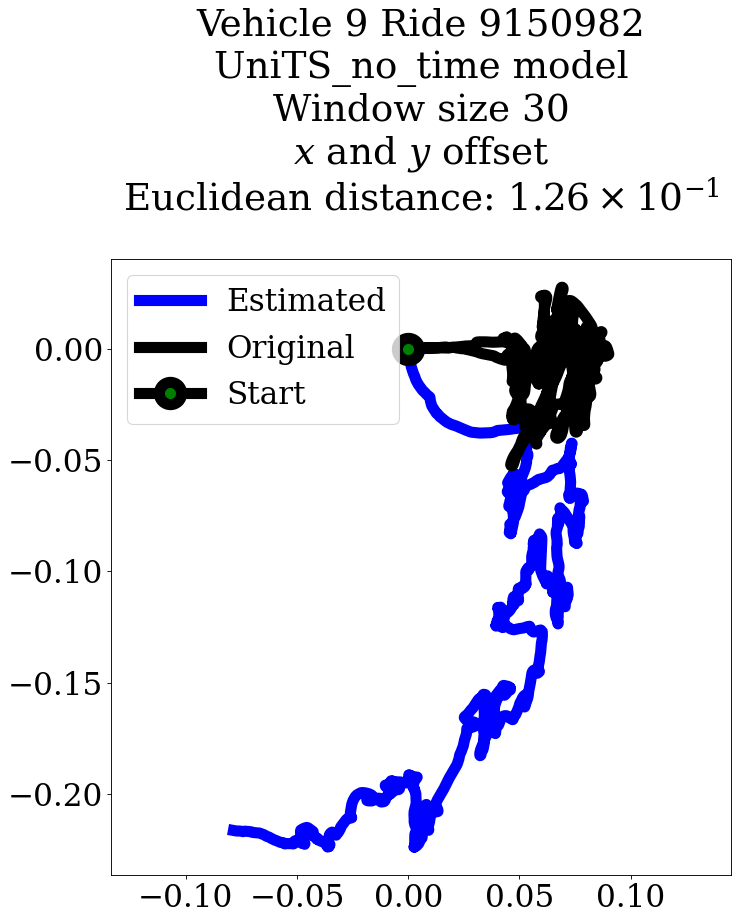 Vehicle 9 Ride 9150982
UniTS_no_time model
Window size 30
x and y offset
Euclidean distance: 1.26 × 10⁻¹
Estimated
Original
Start
0.00
−0.05
−0.10
−0.15
−0.20
−0.10 −0.05 0.00 0.05 0.10